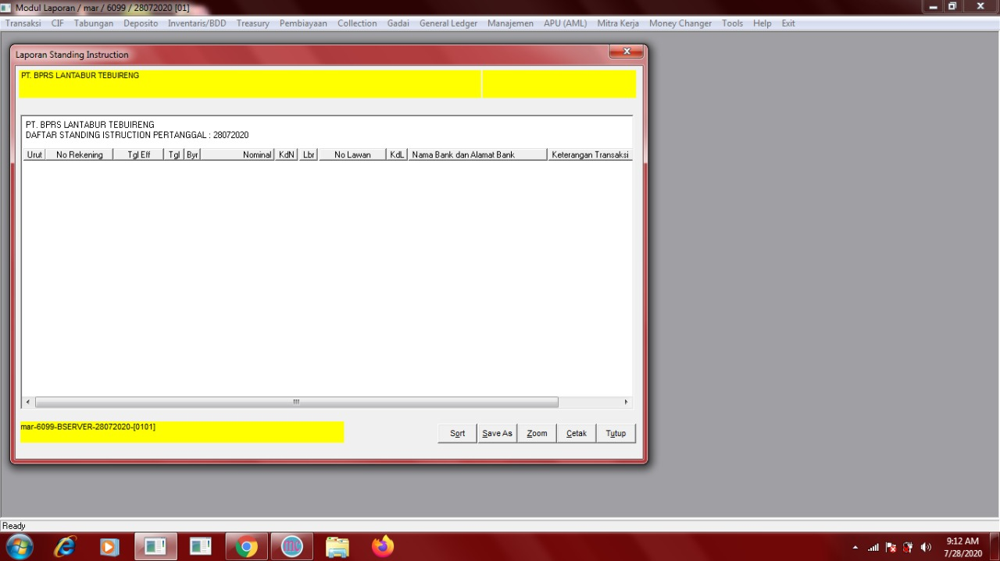 Modul Laporan / mar / 6099 / 28072020 [01]
Transaksi CIF Tabungan Deposito Inventaris/BDD Treasury Pembiayaan Collection Gadai General Ledger Manajemen APU (AML) Mitra Kerja Money Changer Tools Help Exit
Laporan Standing Instruction
PT. BPRS LANTABUR TEBUIRENG
PT. BPRS LANTABUR TEBUIRENG
DAFTAR STANDING ISTRUCTION PERTANGGAL : 28072020
Urut No Rekening Tgl Eff Tgl Byr Nominal KdN Lbr No Lawan KdL Nama Bank dan Alamat Bank Keterangan Transaksi
mar-6099-BSERVER-28072020-[0101]
Sort Save As Zoom Cetak Tutup
Ready
9:12 AM
7/28/2020